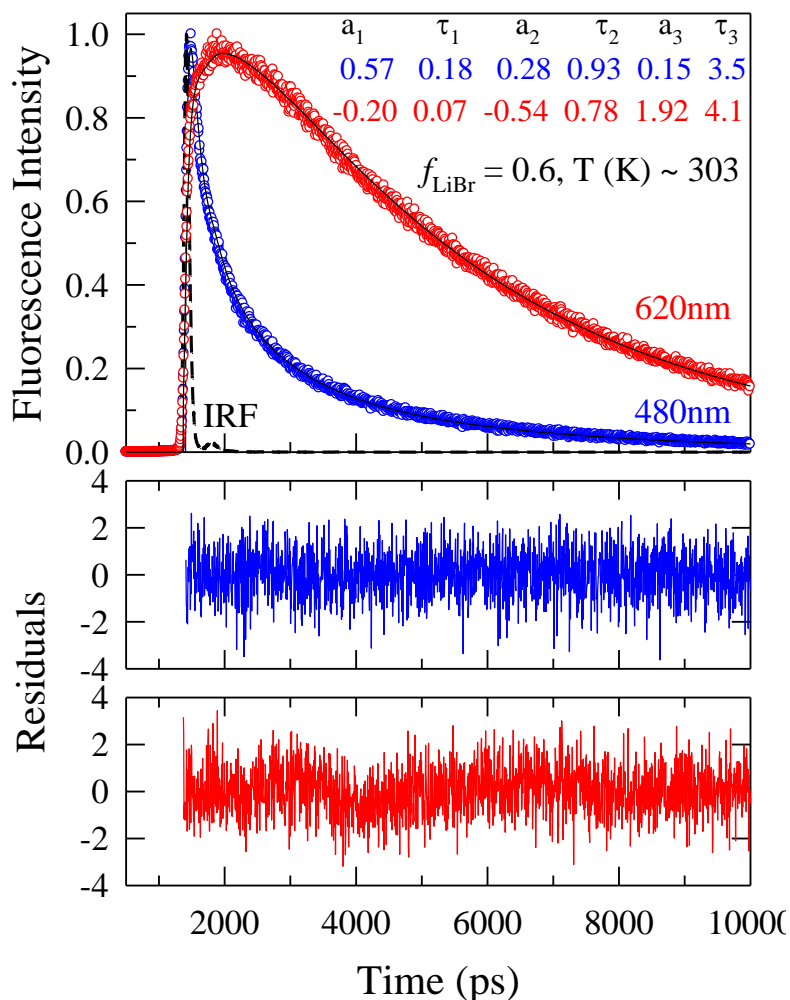 a1 τ1 a2 τ2 a3 τ3
0.57 0.18 0.28 0.93 0.15 3.5
-0.20 0.07 -0.54 0.78 1.92 4.1
fLiBr = 0.6, T (K) ~ 303
Fluorescence Intensity
1.0
0.8
0.6
0.4
0.2
0.0
620nm
480nm
IRF
Residuals
4
2
0
-2
-4
4
2
0
-2
-4
2000 4000 6000 8000 10000
Time (ps)